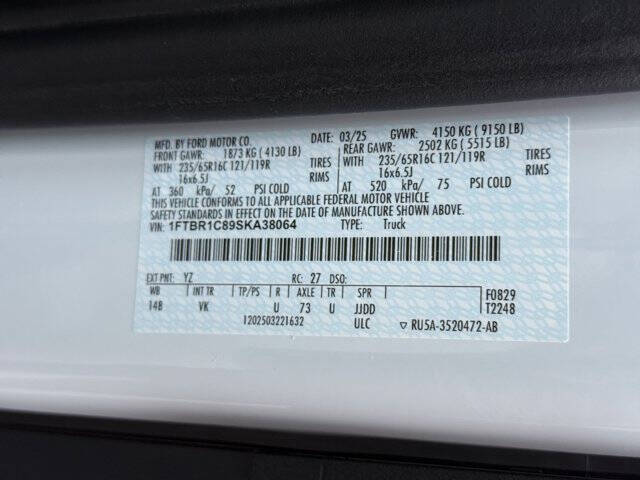 MFD. BY FORD MOTOR CO. DATE: 03/25 GVWR: 4150 KG ( 9150 LB)
FRONT GAWR: 1873 KG ( 4130 LB) REAR GAWR: 2502 KG ( 5515 LB)
WITH 235/65R16C 121/119R TIRES WITH 235/65R16C 121/119R TIRES
16x6.5J RIMS 16x6.5J RIMS
AT 360 kPa/ 52 PSI COLD AT 520 kPa/ 75 PSI COLD
THIS VEHICLE CONFORMS TO ALL APPLICABLE FEDERAL MOTOR VEHICLE
SAFETY STANDARDS IN EFFECT ON THE DATE OF MANUFACTURE SHOWN ABOVE.
VIN: 1FTBR1C89SKA38064 TYPE: Truck
EXT PNT: YZ RC: 27 DSO:
WB INT TR TP/PS R AXLE TR SPR F0829
148 VK U 73 U JJDD T2248
1202503221632 ULC ▽ RU5A-3520472-AB